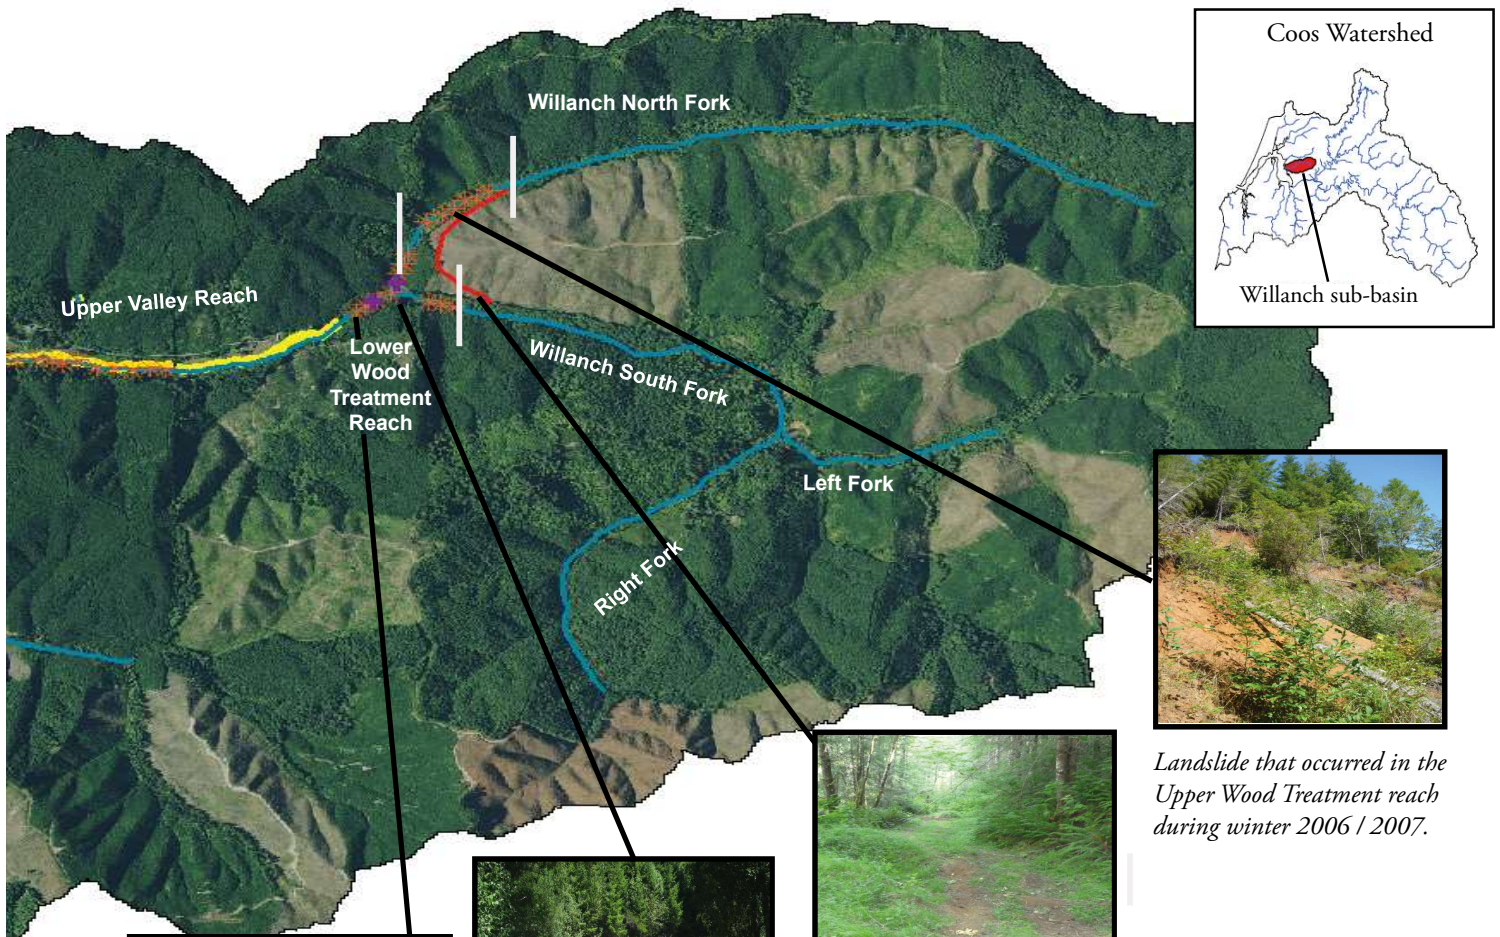 Coos Watershed
Willanch sub-basin
Willanch North Fork
Upper Valley Reach
Lower
Wood
Treatment
Reach
Willanch South Fork
Left Fork
Right Fork
Landslide that occurred in the
Upper Wood Treatment reach
during winter 2006 / 2007.